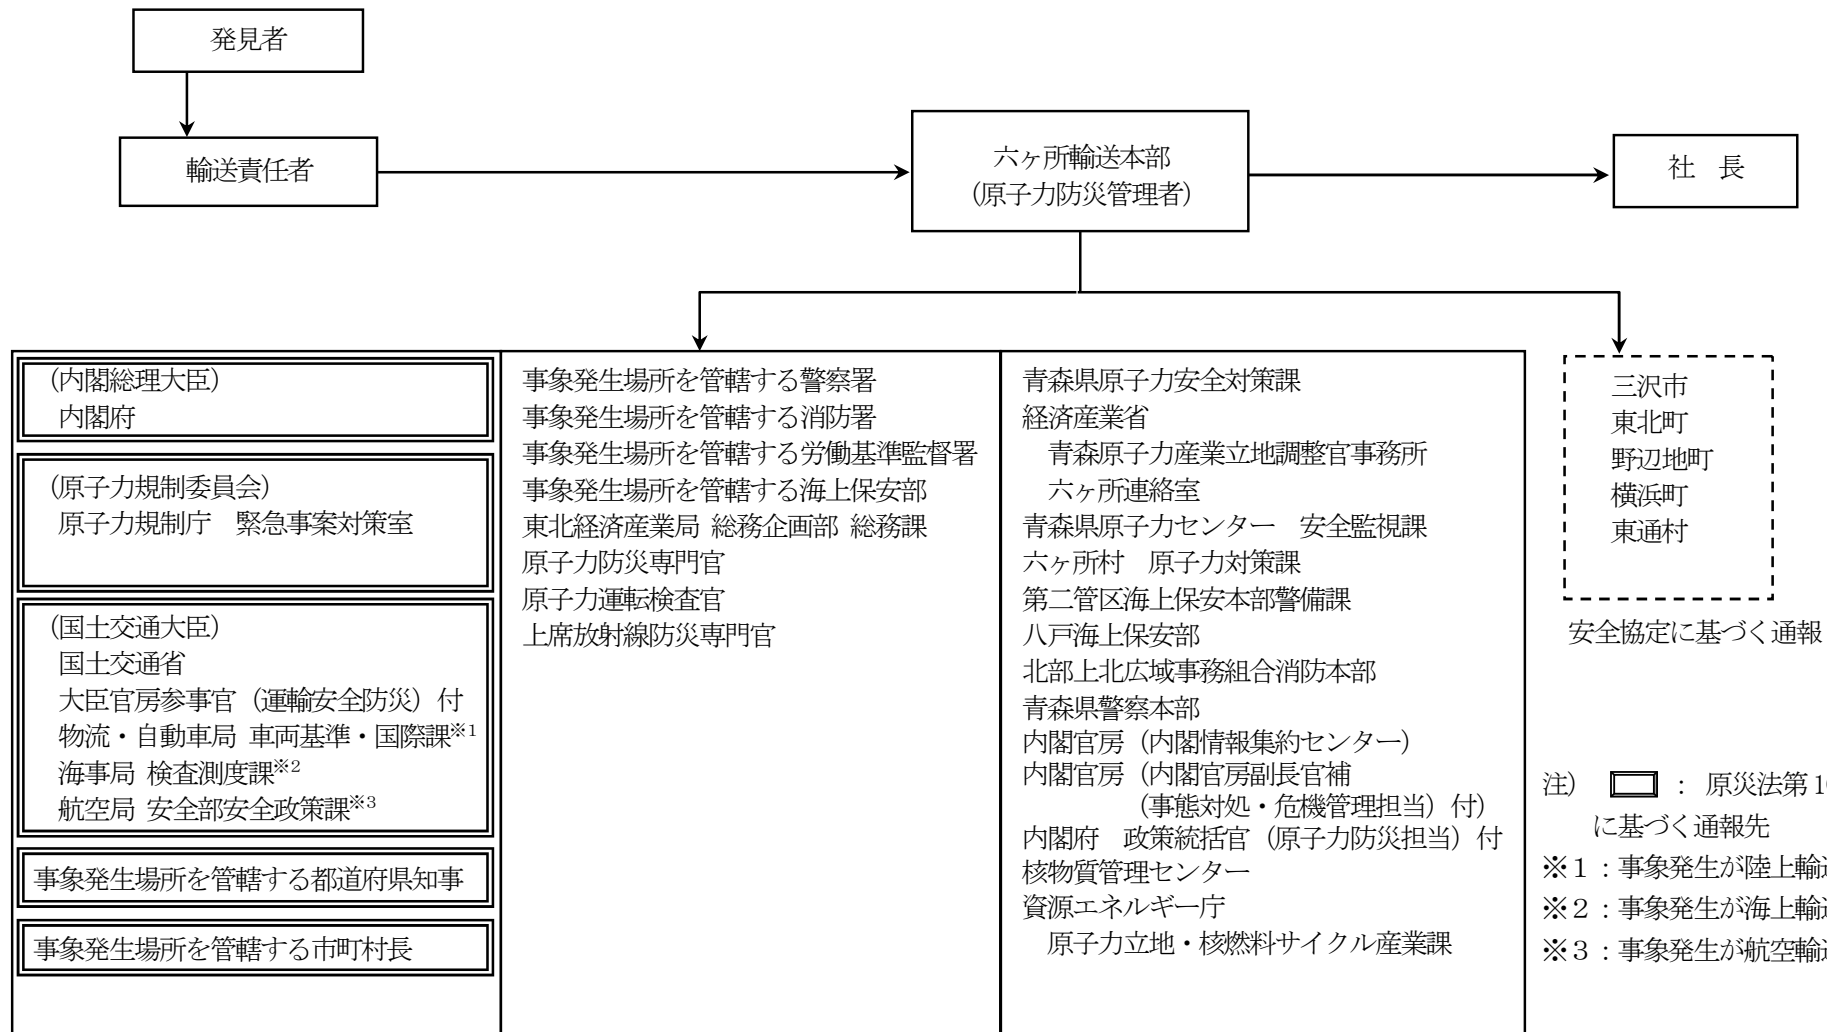 発見者
輸送責任者
六ヶ所輸送本部
(原子力防災管理者)
社　長
(内閣総理大臣)
内閣府
(原子力規制委員会)
原子力規制庁　緊急事案対策室
(国土交通大臣)
国土交通省
大臣官房参事官（運輸安全防災）付
物流・自動車局 車両基準・国際課※1
海事局 検査測度課※2
航空局 安全部安全政策課※3
事象発生場所を管轄する都道府県知事
事象発生場所を管轄する市町村長
事象発生場所を管轄する警察署
事象発生場所を管轄する消防署
事象発生場所を管轄する労働基準監督署
事象発生場所を管轄する海上保安部
東北経済産業局 総務企画部 総務課
原子力防災専門官
原子力運転検査官
上席放射線防災専門官
青森県原子力安全対策課
経済産業省
青森原子力産業立地調整官事務所
六ヶ所連絡室
青森県原子力センター　安全監視課
六ヶ所村　原子力対策課
第二管区海上保安本部警備課
八戸海上保安部
北部上北広域事務組合消防本部
青森県警察本部
内閣官房（内閣情報集約センター）
内閣官房（内閣官房副長官補
（事態対処・危機管理担当）付）
内閣府　政策統括官（原子力防災担当）付
核物質管理センター
資源エネルギー庁
原子力立地・核燃料サイクル産業課
三沢市
東北町
野辺地町
横浜町
東通村
安全協定に基づく通報
注）　：　原災法第1
に基づく通報先
※１：事象発生が陸上輸
※２：事象発生が海上輸
※３：事象発生が航空輸